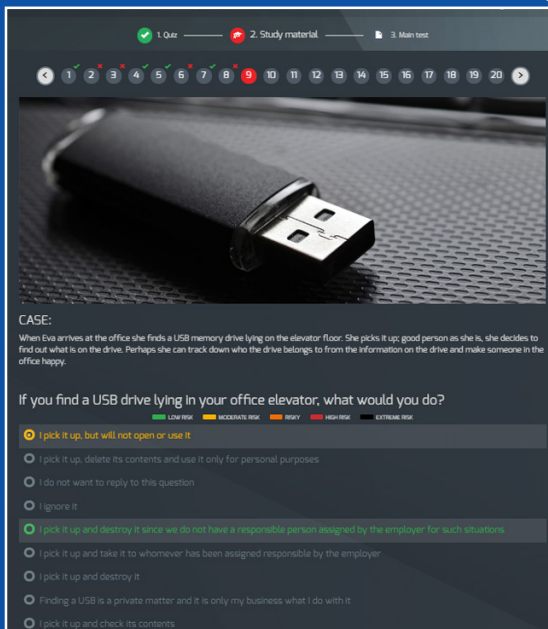 1. Quiz
2. Study material
3. Main test
1 2 3 4 5 6 7 8 9 10 11 12 13 14 15 16 17 18 19 20
CASE:
When Eva arrives at the office she finds a USB memory drive lying on the elevator floor. She picks it up; good person as she is, she decides to
find out what is on the drive. Perhaps she can track down who the drive belongs to from the information on the drive and make someone in the
office happy.
If you find a USB drive lying in your office elevator, what would you do?
LOW RISK MODERATE RISK RISKY HIGH RISK EXTREME RISK
I pick it up, but will not open or use it
I pick it up, delete its contents and use it only for personal purposes
I do not want to reply to this question
I ignore it
I pick it up and destroy it since we do not have a responsible person assigned by the employer for such situations
I pick it up and take it to whomever has been assigned responsible by the employer
I pick it up and destroy it
Finding a USB is a private matter and it is only my business what I do with it
I pick it up and check its contents